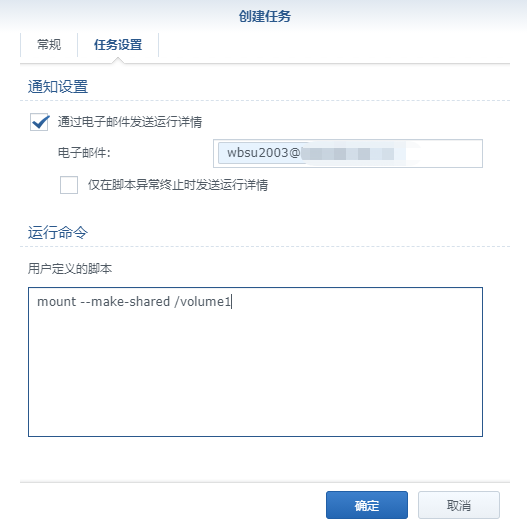 创建任务
常规 任务设置
通知设置
通过电子邮件发送运行详情
电子邮件: wbsu2003@
仅在脚本异常终止时发送运行详情
运行命令
用户定义的脚本
mount --make-shared /volume1
确定 取消